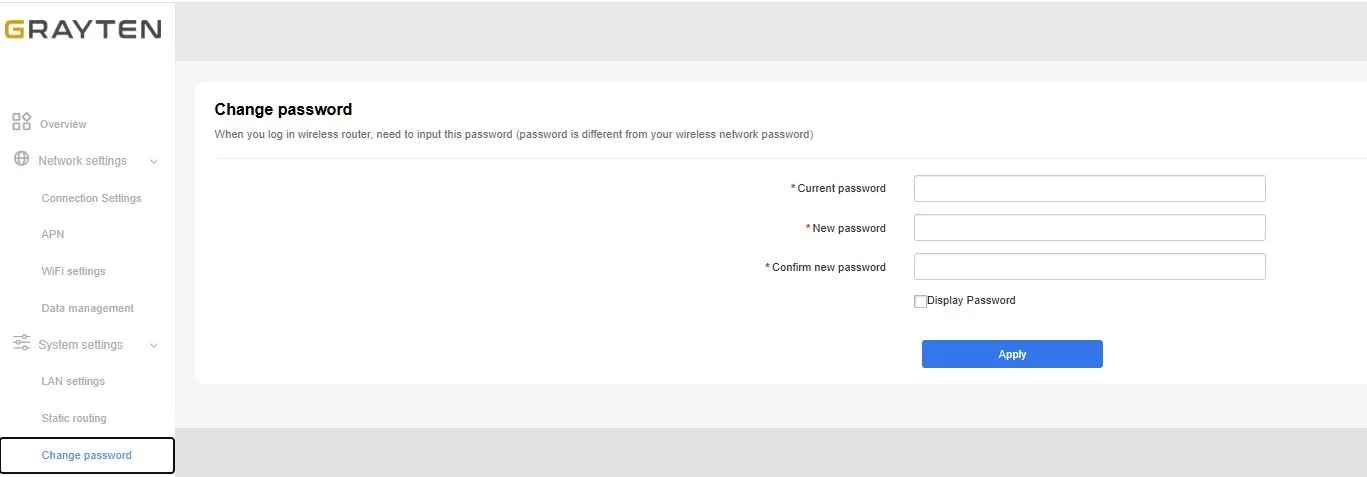 GRAYTEN
Overview
Network settings
Connection Settings
APN
WiFi settings
Data management
System settings
LAN settings
Static routing
Change password
Change password
When you log in wireless router, need to input this password (password is different from your wireless network password)
* Current password
* New password
* Confirm new password
Display Password
Apply